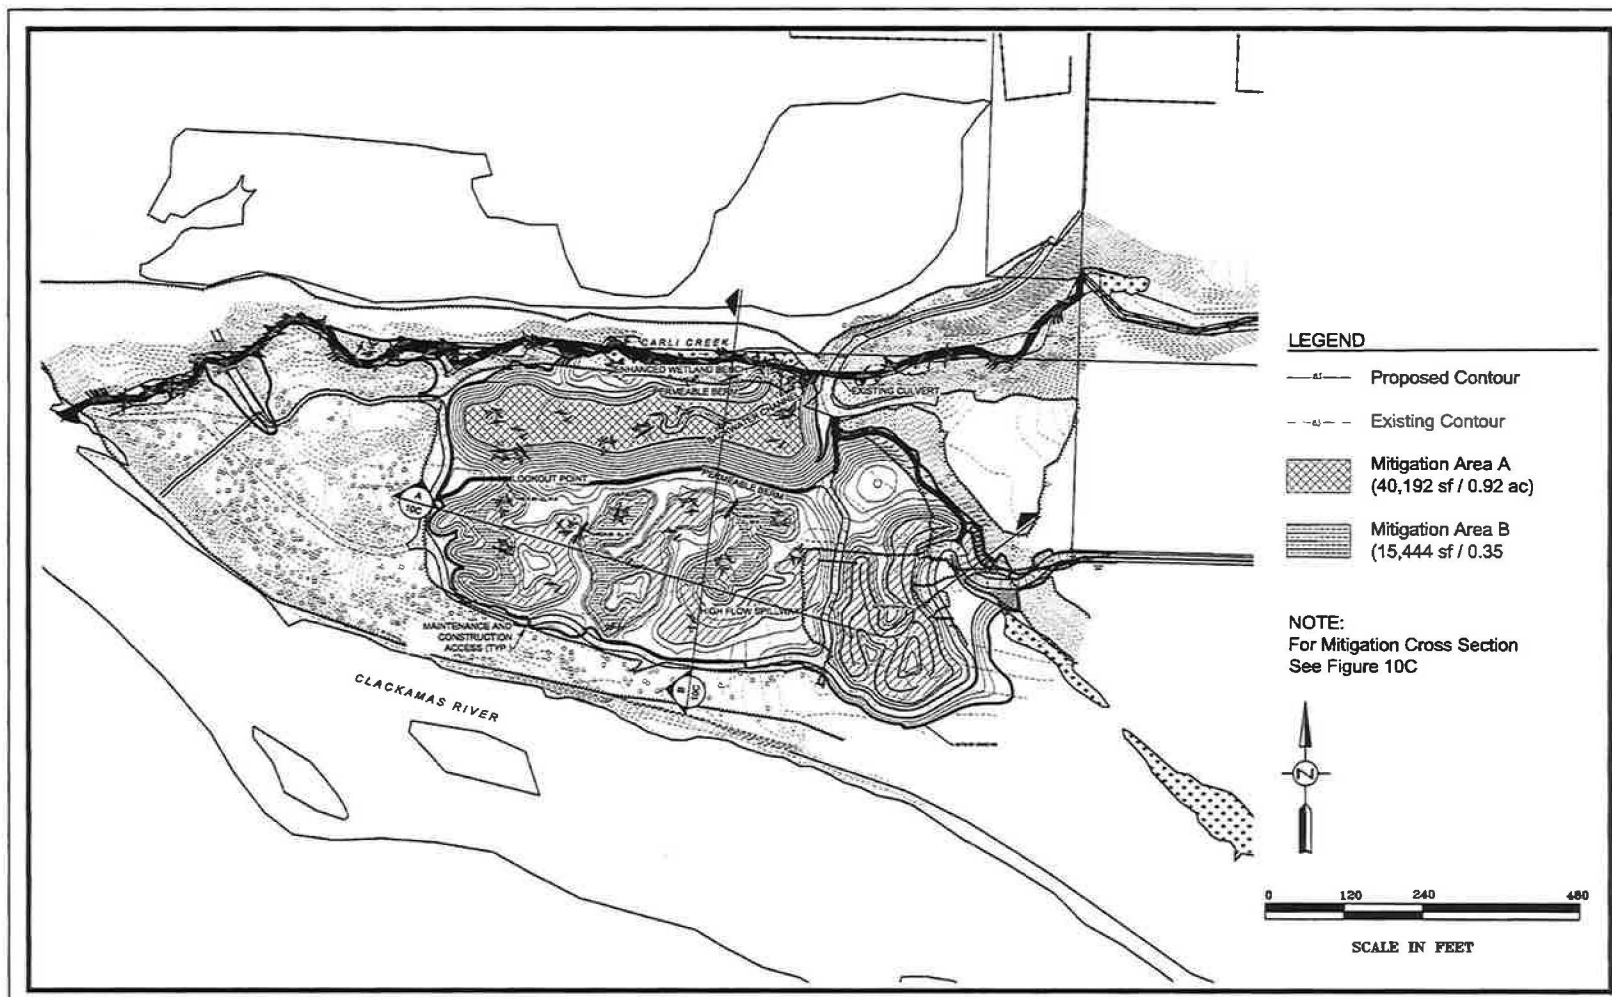 CARLI CREEK
ENHANCED WETLAND BENCH
PERMEABLE BERM
BACKWATER CHANNEL
EXISTING CULVERT
LOOKOUT POINT
PERMEABLE BERM
A
10C
HIGH FLOW SPILLWAY
MAINTENANCE AND
CONSTRUCTION
ACCESS (TYP.)
B
10C
CLACKAMAS RIVER
LEGEND
Proposed Contour
Existing Contour
Mitigation Area A
(40,192 sf / 0.92 ac)
Mitigation Area B
(15,444 sf / 0.35
NOTE:
For Mitigation Cross Section
See Figure 10C
Z
0 120 240 480
SCALE IN FEET